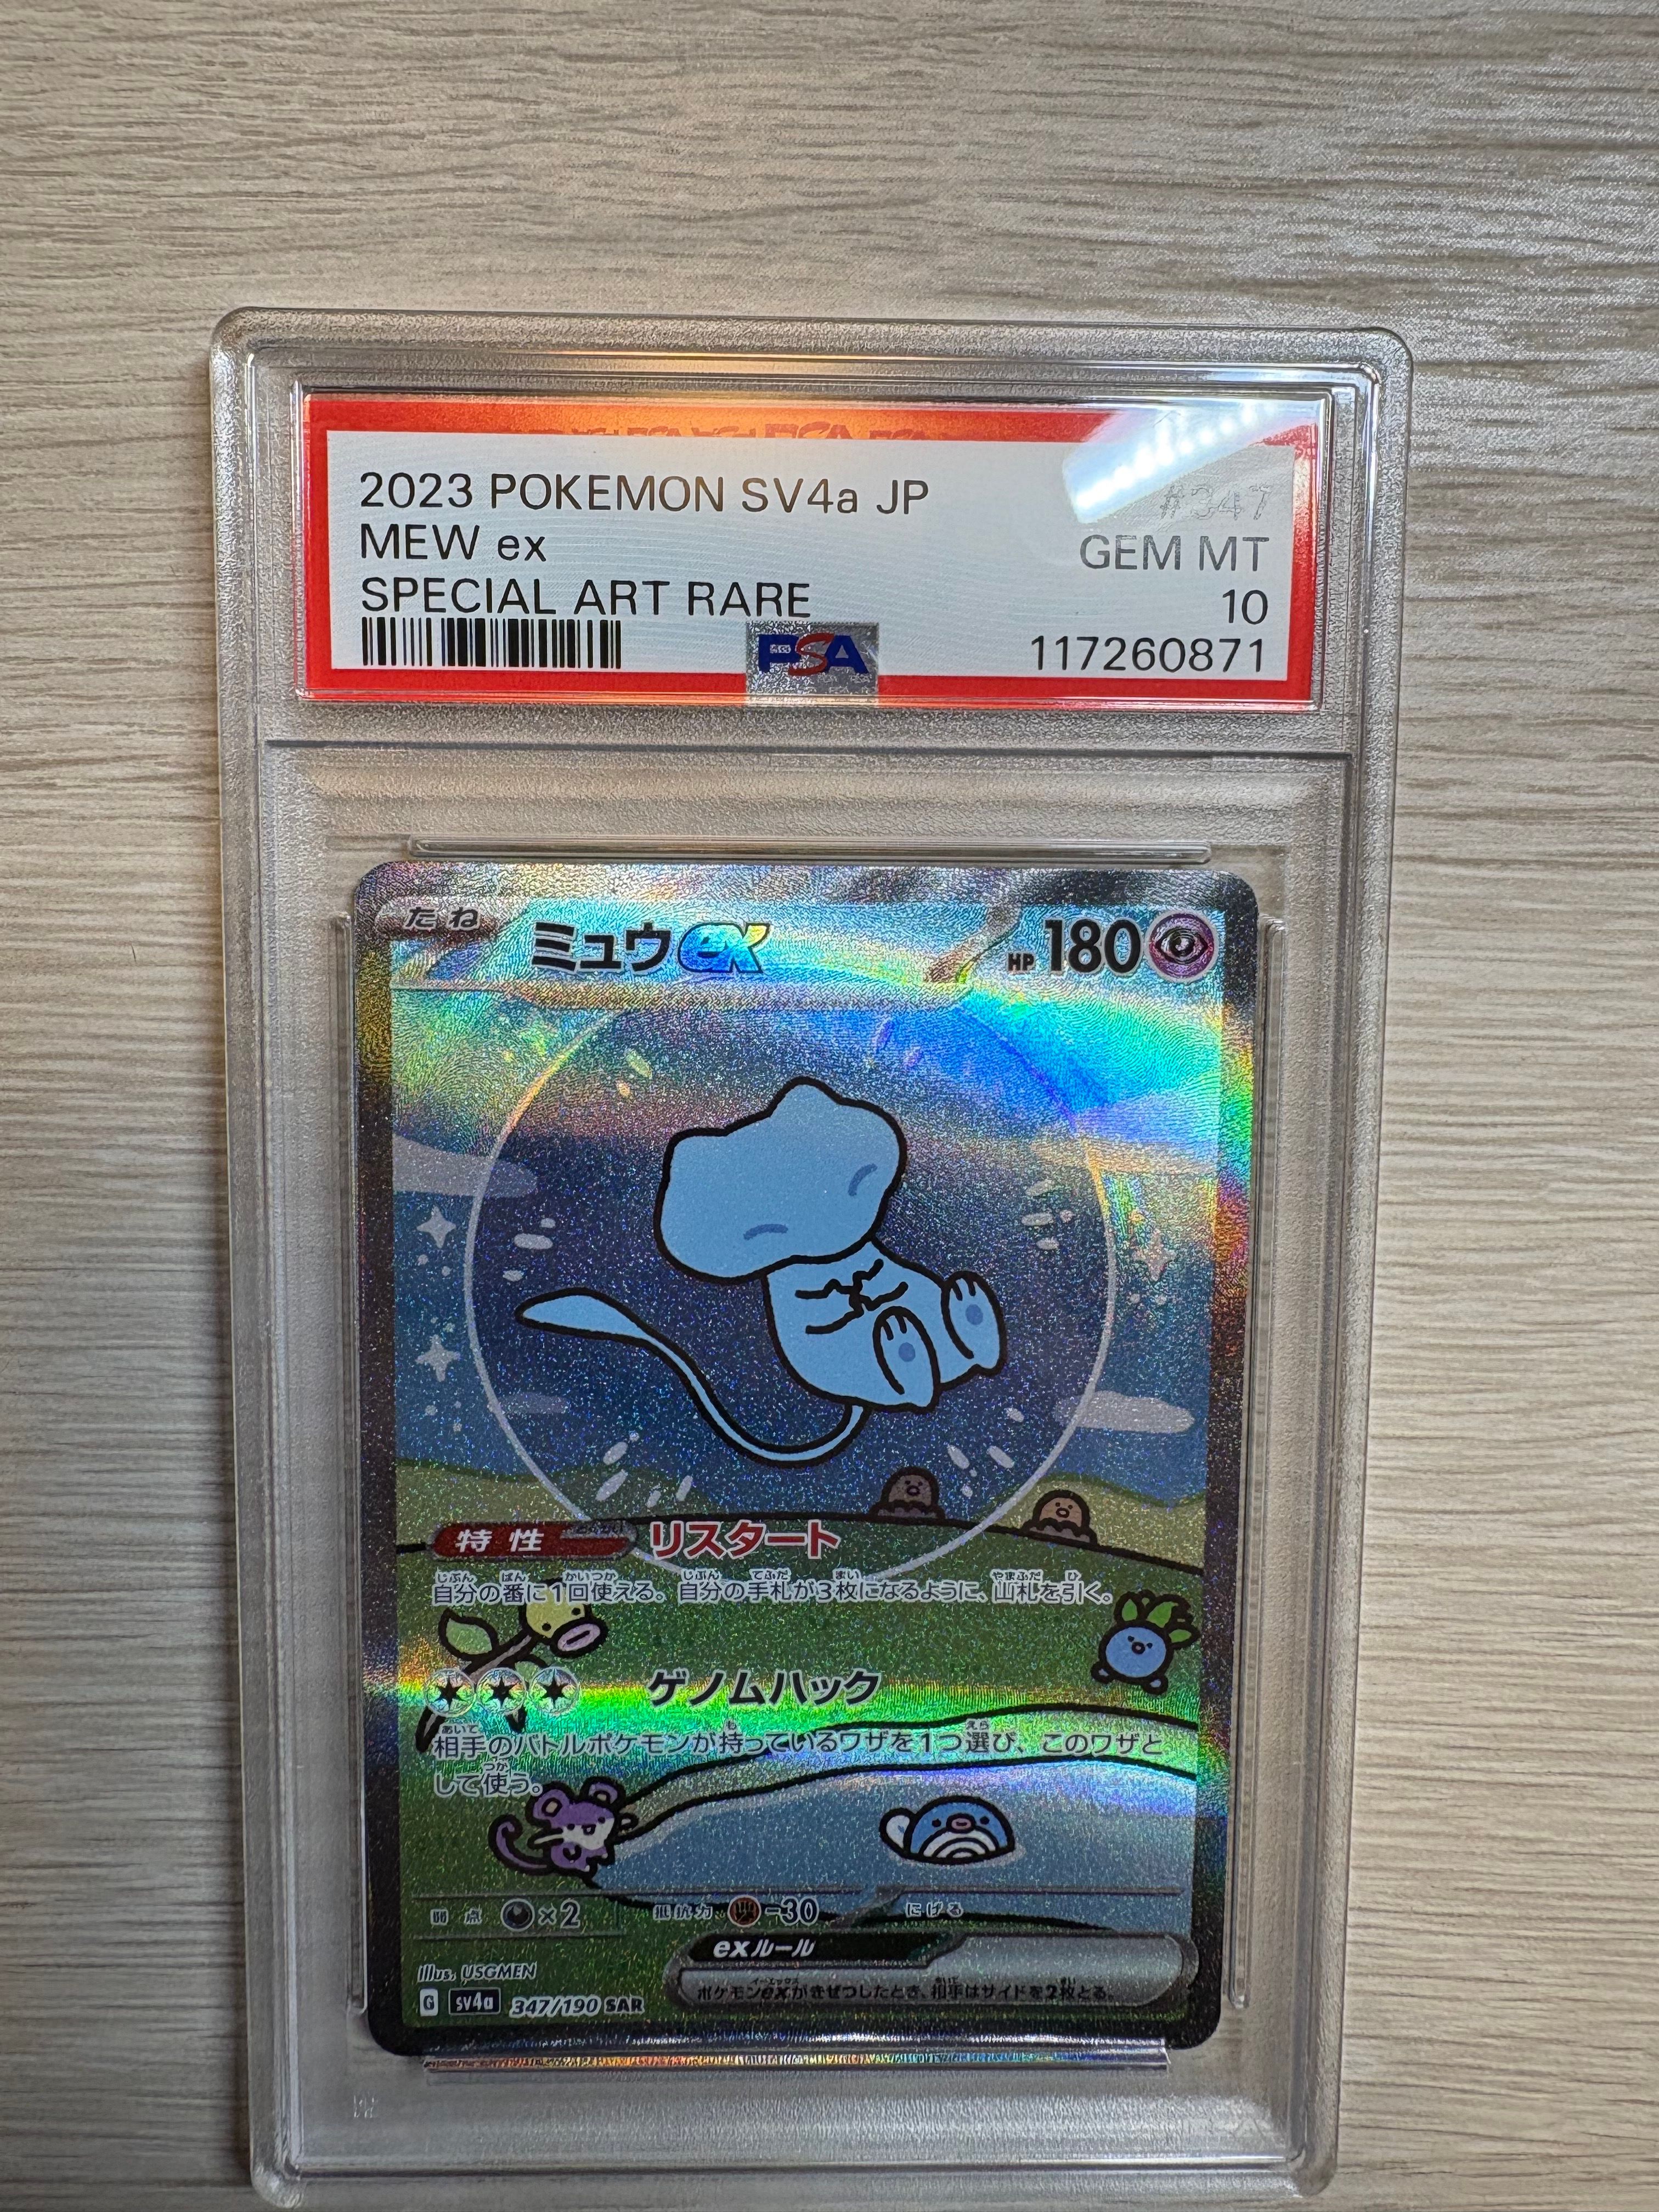 2023 POKEMON SV4a JP
#347
MEW ex
GEM MT
SPECIAL ART RARE
10
PSA
117260871
たね
ミュウex
HP 180
特性
リスタート
自分の番に1回使える。自分の手札が3枚になるように、山札を引く。
ゲノムハック
相手のバトルポケモンが持っているワザを1つ選び、このワザと
して使う。
弱点 ×2 抵抗力 -30 にげる
exルール
ポケモンexがきぜつしたとき、相手はサイドを2枚とる。
Illus. USGMEN
G sv4a 347/190 SAR